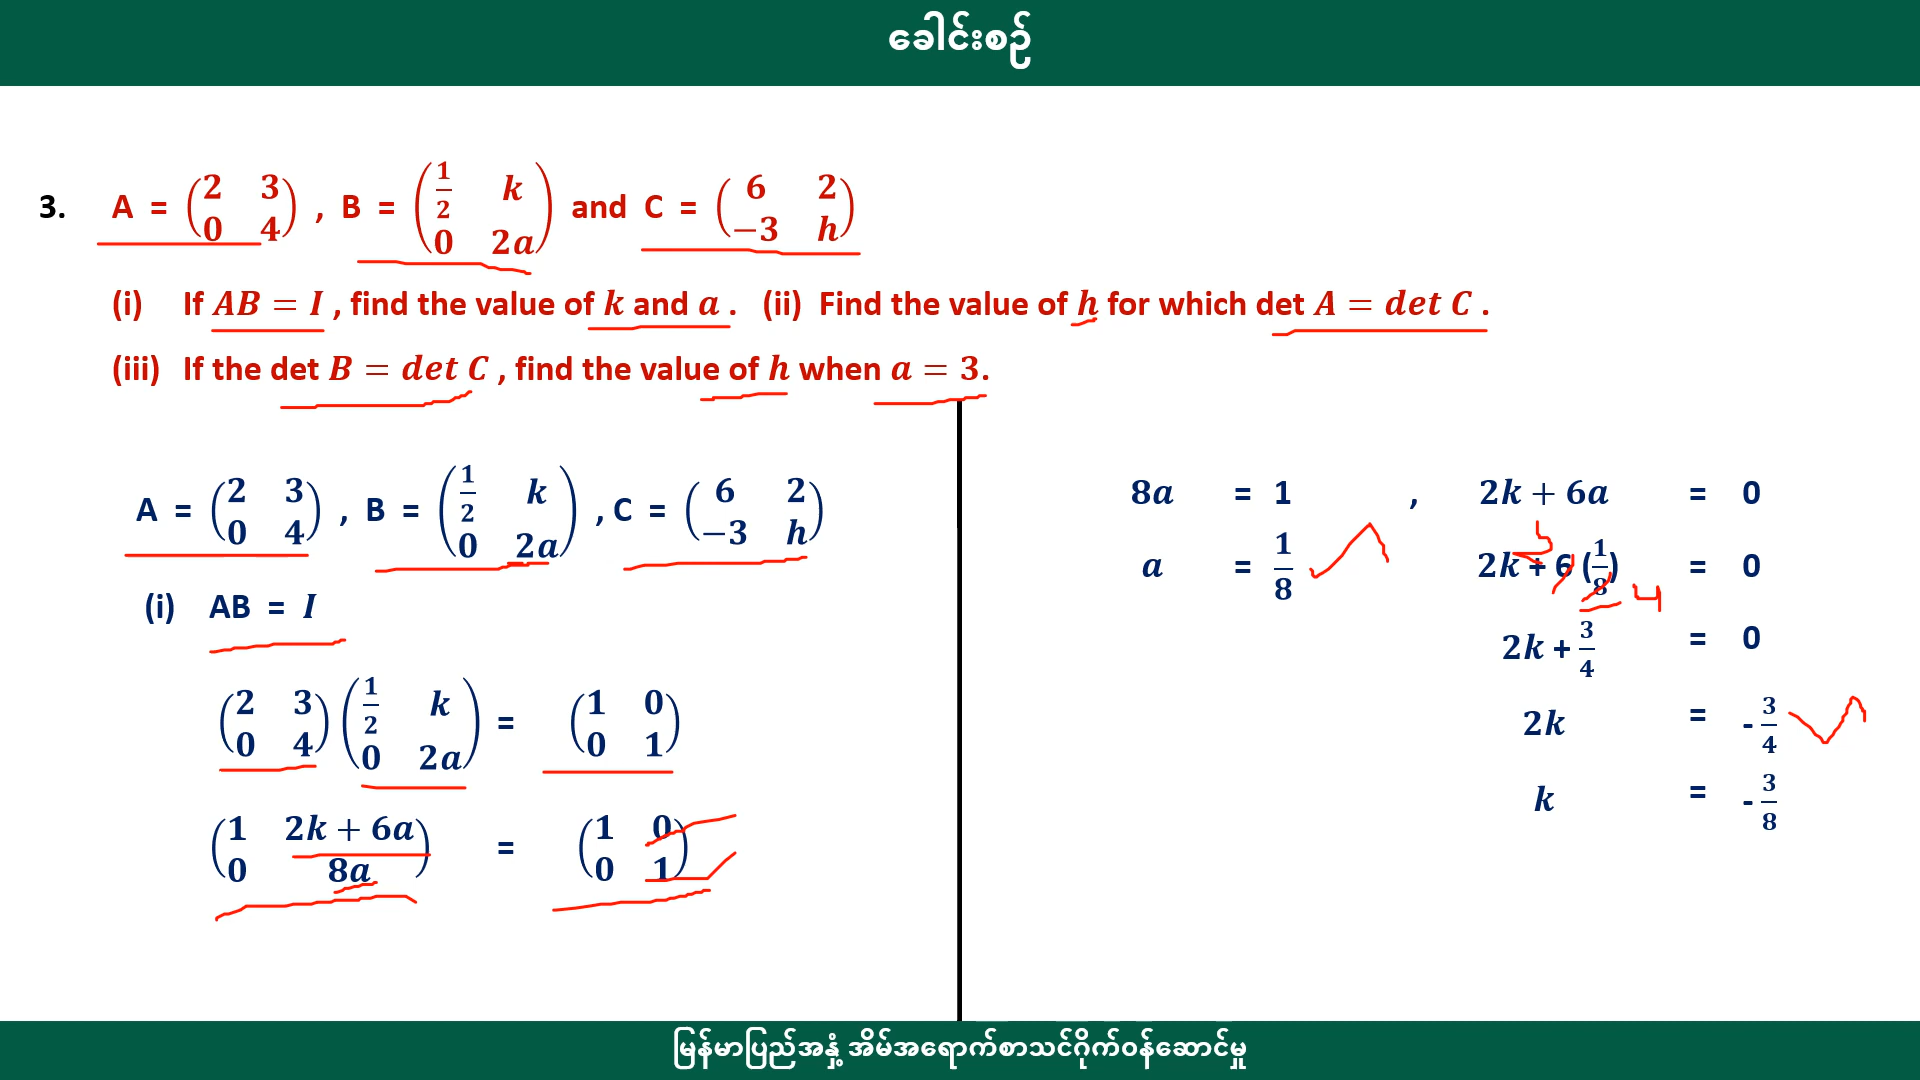 ခေါင်းစဉ်
3. A = (2 3 0 4) , B = (1/2 k 0 2a) and C = (6 2 −3 h)
(i) If AB = I , find the value of k and a . (ii) Find the value of h for which det A = det C .
(iii) If the det B = det C , find the value of h when a = 3.
A = (2 3 0 4) , B = (1/2 k 0 2a) , C = (6 2 −3 h)
(i) AB = I
(2 3 0 4) (1/2 k 0 2a) = (1 0 0 1)
(1 2k + 6a 0 8a) = (1 0 0 1)
8a = 1 , 2k + 6a = 0
a = 1/8 2k + 6 (1/8) = 0
3 4
2k + 3/4 = 0
2k = - 3/4
k = - 3/8
မြန်မာပြည်အနှံ့ အိမ်အရောက်စာသင်ဂိုက်ဝန်ဆောင်မှု